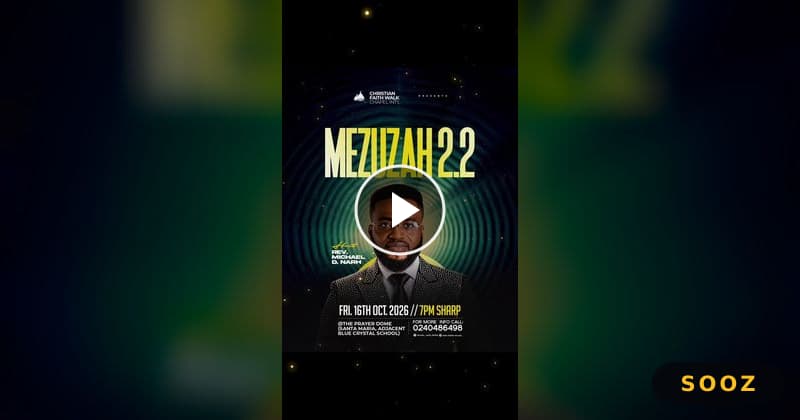 CHRISTIAN
FAITH WALK
CHAPEL INT'L
PRESENTS
MEZUZAH 2.2
Host
REV.
MICHAEL
D. NARH
FRI. 16TH OCT. 2026 // 7PM SHARP
@THE PRAYER DOME
(SANTA MARIA, ADJACENT
BLUE CRYSTAL SCHOOL)
FOR MORE INFO CALL:
0240486498
SOOZ